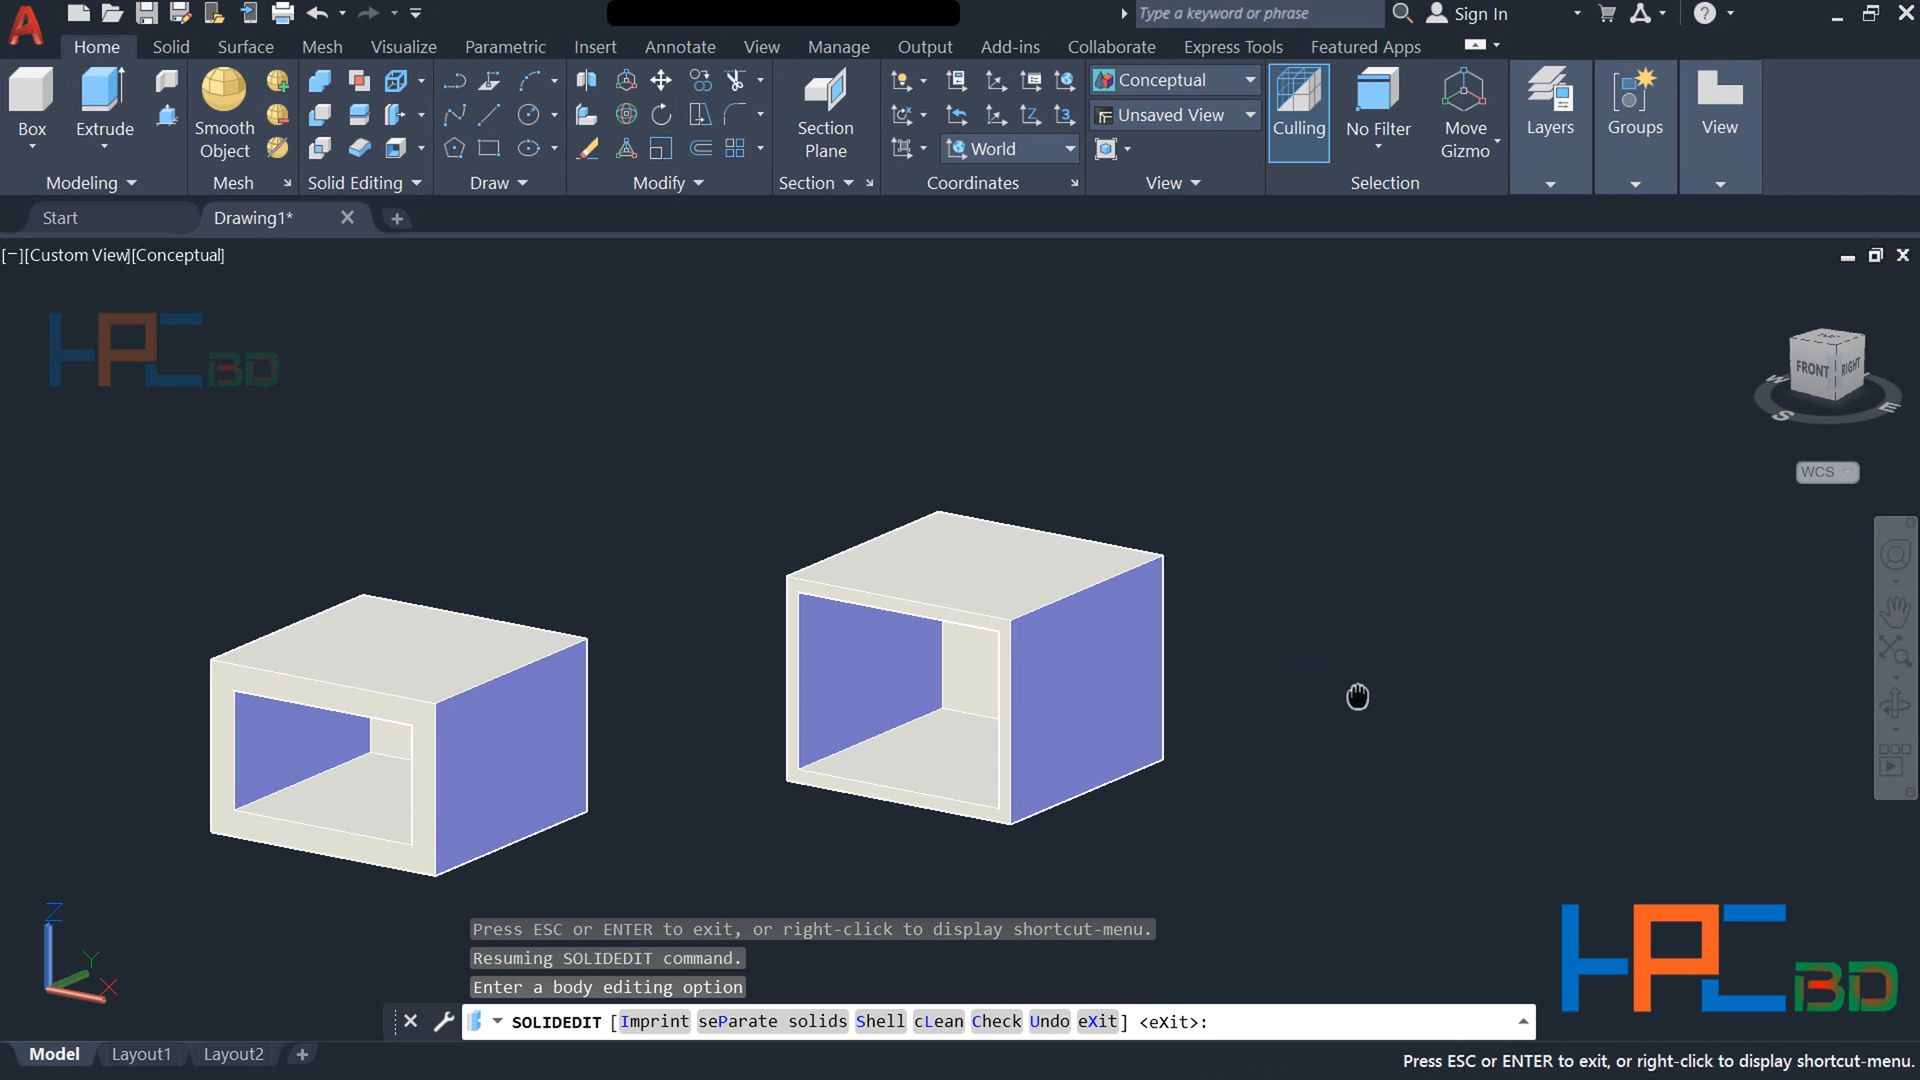 Type a keyword or phrase
Sign In
Home Solid Surface Mesh Visualize Parametric Insert Annotate View Manage Output Add-ins Collaborate Express Tools Featured Apps
Box
Extrude
Smooth
Object
Section
Plane
World
Conceptual
Unsaved View
Culling
No Filter
Move
Gizmo
Layers
Groups
View
Modeling Mesh Solid Editing Draw Modify Section Coordinates View Selection
Start
Drawing1*
[−][Custom View][Conceptual]
HPC BD
FRONT
RIGHT
W
S
E
WCS
Z
Y
X
Press ESC or ENTER to exit, or right-click to display shortcut-menu.
Resuming SOLIDEDIT command.
Enter a body editing option
SOLIDEDIT [Imprint seParate solids Shell cLean Check Undo eXit] <eXit>:
HPC BD
Model Layout1 Layout2
Press ESC or ENTER to exit, or right-click to display shortcut-menu.